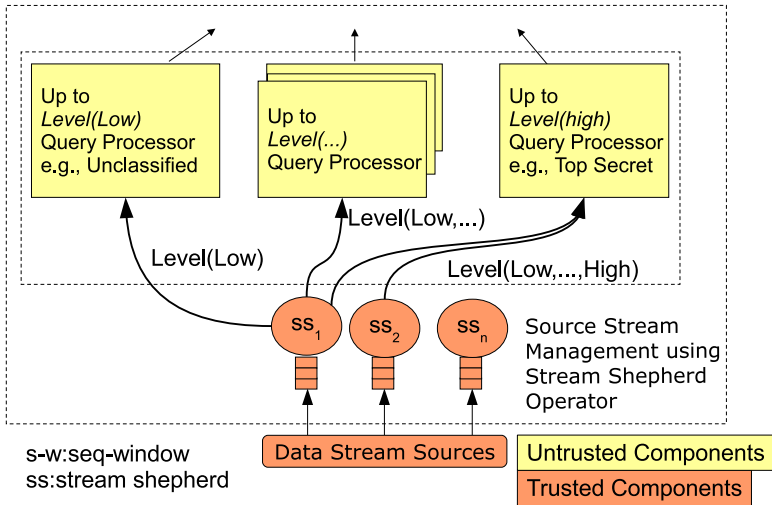 Up to
Level(Low)
Query Processor
e.g., Unclassified
Up to
Level(...)
Query Processor
Up to
Level(high)
Query Processor
e.g., Top Secret
Level(Low)
Level(Low,...)
Level(Low,...,High)
ss1
ss2
ssn
Source Stream
Management using
Stream Shepherd
Operator
Data Stream Sources
s-w:seq-window
ss:stream shepherd
Untrusted Components
Trusted Components